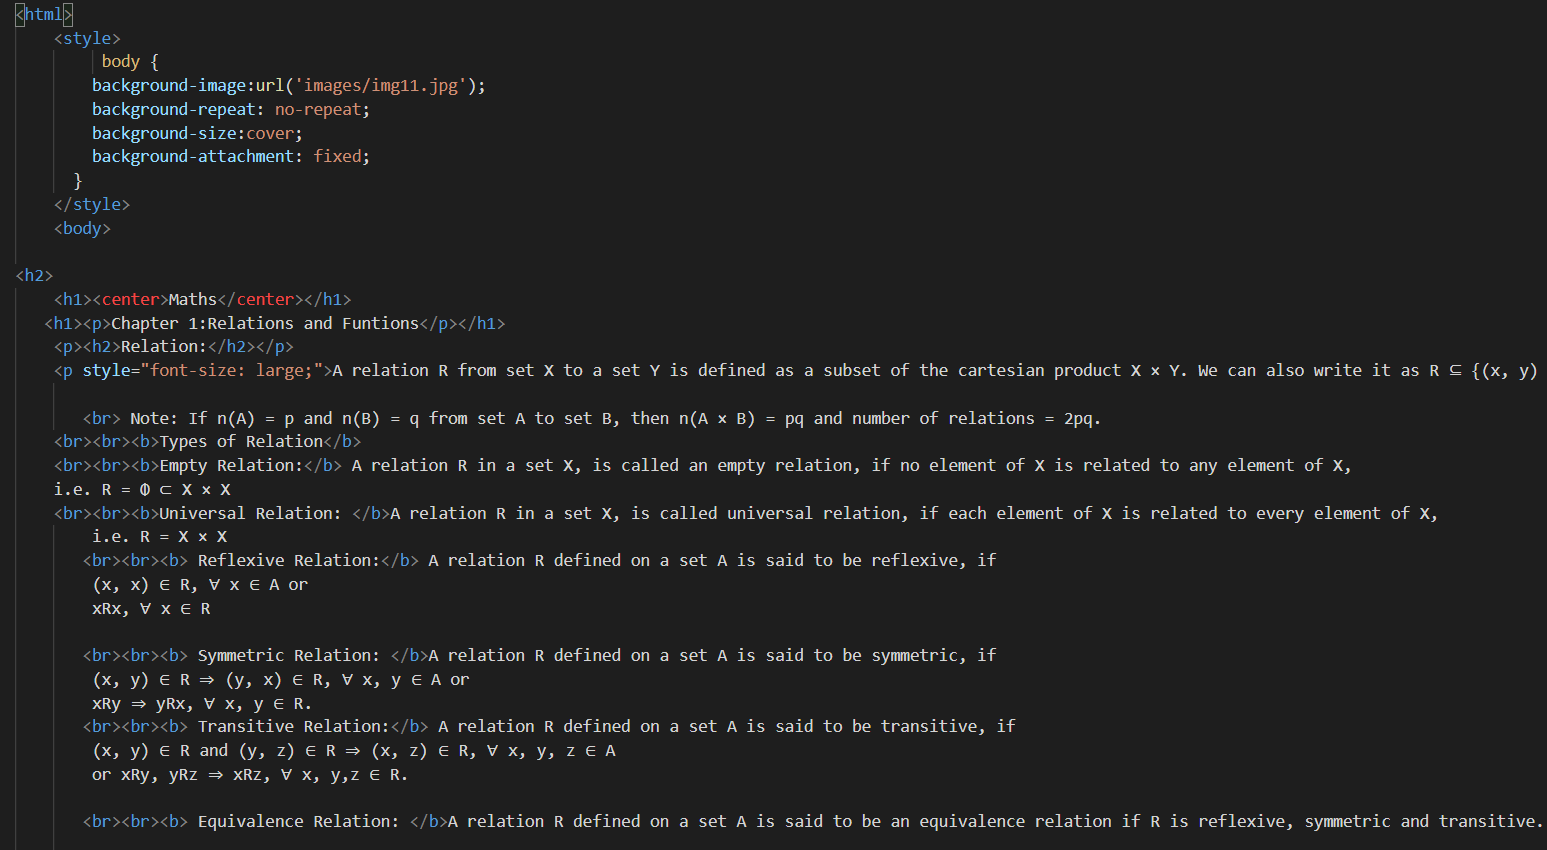 <html>
<style>
body {
background-image:url('images/img11.jpg');
background-repeat: no-repeat;
background-size:cover;
background-attachment: fixed;
}
</style>
<body>
<h2>
<h1><center>Maths</center></h1>
<h1><p>Chapter 1:Relations and Funtions</p></h1>
<p><h2>Relation:</h2></p>
<p style="font-size: large;">A relation R from set X to a set Y is defined as a subset of the cartesian product X × Y. We can also write it as R ⊆ {(x, y)
<br> Note: If n(A) = p and n(B) = q from set A to set B, then n(A × B) = pq and number of relations = 2pq.
<br><br><b>Types of Relation</b>
<br><br><b>Empty Relation:</b> A relation R in a set X, is called an empty relation, if no element of X is related to any element of X,
i.e. R = Φ ⊂ X × X
<br><br><b>Universal Relation: </b>A relation R in a set X, is called universal relation, if each element of X is related to every element of X,
i.e. R = X × X
<br><br><b> Reflexive Relation:</b> A relation R defined on a set A is said to be reflexive, if
(x, x) ∈ R, ∀ x ∈ A or
xRx, ∀ x ∈ R
<br><br><b> Symmetric Relation: </b>A relation R defined on a set A is said to be symmetric, if
(x, y) ∈ R ⇒ (y, x) ∈ R, ∀ x, y ∈ A or
xRy ⇒ yRx, ∀ x, y ∈ R.
<br><br><b> Transitive Relation:</b> A relation R defined on a set A is said to be transitive, if
(x, y) ∈ R and (y, z) ∈ R ⇒ (x, z) ∈ R, ∀ x, y, z ∈ A
or xRy, yRz ⇒ xRz, ∀ x, y,z ∈ R.
<br><br><b> Equivalence Relation: </b>A relation R defined on a set A is said to be an equivalence relation if R is reflexive, symmetric and transitive.